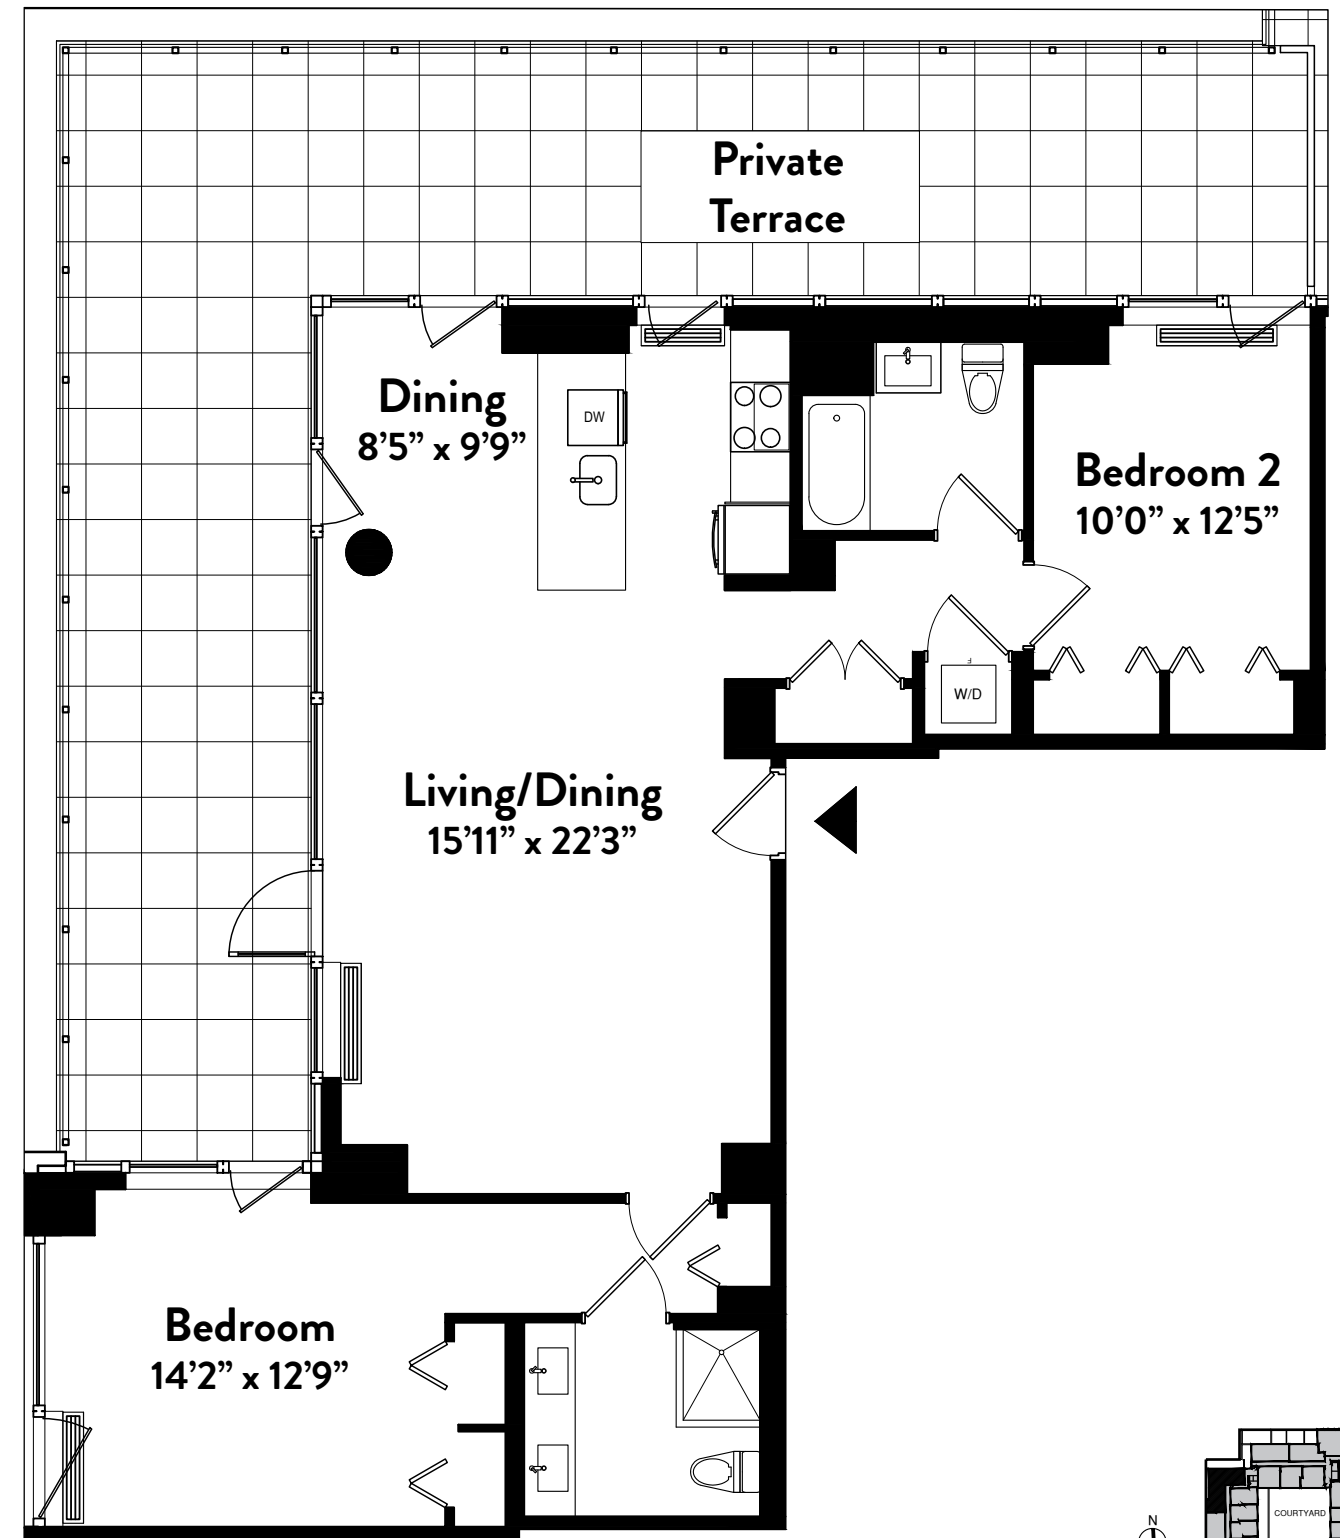 Private
Terrace
Dining
8’5” x 9’9”
DW
Bedroom 2
10’0” x 12’5”
F
W/D
Living/Dining
15’11” x 22’3”
Bedroom
14’2” x 12’9”
COURTYARD
N